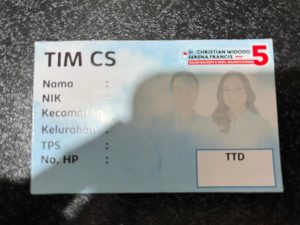 TIM CS
dr. CHRISTIAN WIDODO
SERENA FRANCIS
5
Nama :
NIK :
Kecamatan :
Kelurahan :
TPS :
No. HP :
TTD